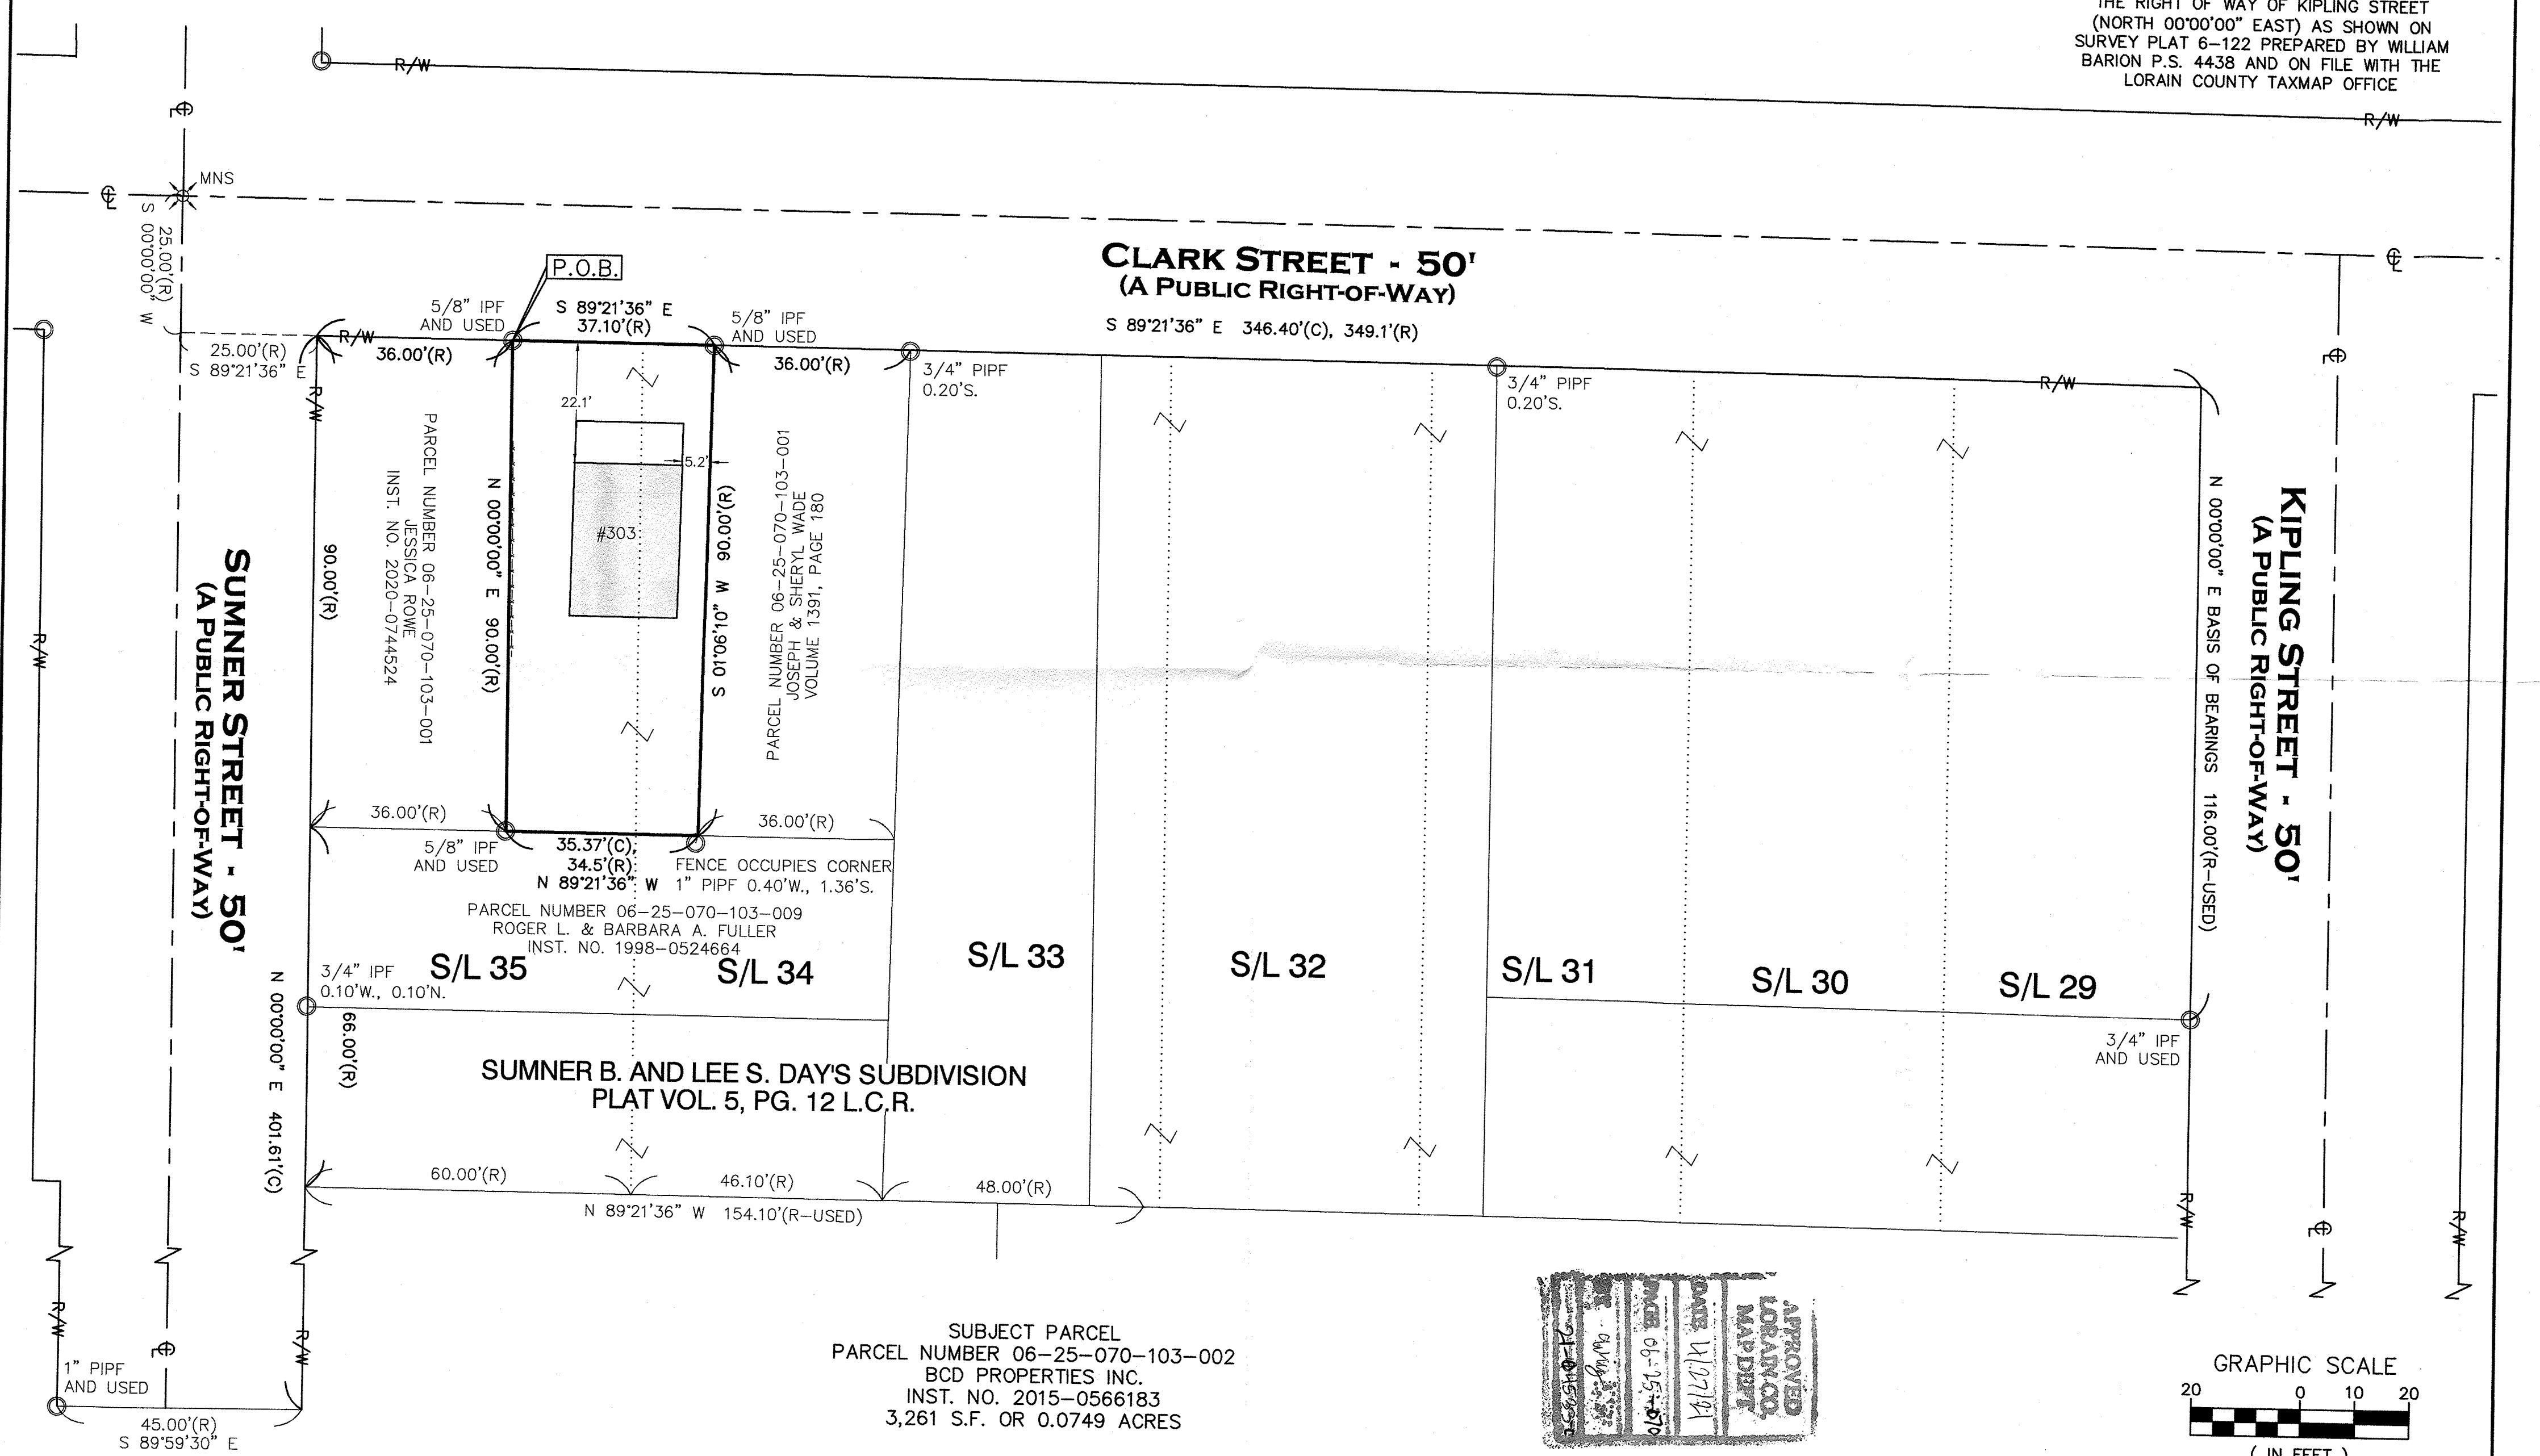 THE RIGHT OF WAY OF KIPLING STREET
(NORTH 00°00'00" EAST) AS SHOWN ON
SURVEY PLAT 6-122 PREPARED BY WILLIAM
BARION P.S. 4438 AND ON FILE WITH THE
LORAIN COUNTY TAXMAP OFFICE
R/W
R/W
MNS
25.00'(R)
S 00°00'00" W
CLARK STREET - 50'
(A PUBLIC RIGHT-OF-WAY)
S 89°21'36" E 346.40'(C), 349.1'(R)
P.O.B.
5/8" IPF
AND USED
S 89°21'36" E
37.10'(R)
5/8" IPF
AND USED
R/W
25.00'(R)
S 89°21'36" E
36.00'(R)
36.00'(R)
3/4" PIPF
0.20'S.
3/4" PIPF
0.20'S.
R/W
R/W
22.1'
5.2'
#303
90.00'(R)
PARCEL NUMBER 06-25-070-103-001
JESSICA ROWE
INST. NO. 2020-0744524
N 00°00'00" E 90.00'(R)
S 01°06'10" W 90.00'(R)
PARCEL NUMBER 06-25-070-103-001
JOSEPH & SHERYL WADE
VOLUME 1391, PAGE 180
SUMNER STREET - 50'
(A PUBLIC RIGHT-OF-WAY)
R/W
KIPLING STREET - 50'
(A PUBLIC RIGHT-OF-WAY)
N 00°00'00" E BASIS OF BEARINGS 116.00'(R-USED)
36.00'(R)
36.00'(R)
5/8" IPF
AND USED
35.37'(C),
34.5'(R)
N 89°21'36" W
FENCE OCCUPIES CORNER
1" PIPF 0.40'W., 1.36'S.
PARCEL NUMBER 06-25-070-103-009
ROGER L. & BARBARA A. FULLER
INST. NO. 1998-0524664
S/L 35
S/L 34
S/L 33
S/L 32
S/L 31
S/L 30
S/L 29
3/4" IPF
0.10'W., 0.10'N.
66.00'(R)
N 00°00'00" E 401.61'(C)
3/4" IPF
AND USED
SUMNER B. AND LEE S. DAY'S SUBDIVISION
PLAT VOL. 5, PG. 12 L.C.R.
60.00'(R)
46.10'(R)
48.00'(R)
N 89°21'36" W 154.10'(R-USED)
R/W
R/W
R/W
R/W
1" PIPF
AND USED
45.00'(R)
S 89°59'30" E
SUBJECT PARCEL
PARCEL NUMBER 06-25-070-103-002
BCD PROPERTIES INC.
INST. NO. 2015-0566183
3,261 S.F. OR 0.0749 ACRES
APPROVED
LORAIN CO.
MAP DEPT
DATE 4/27/21
PAGE 06-25-070
BY
GRAPHIC SCALE
20 0 10 20
( IN FEET )